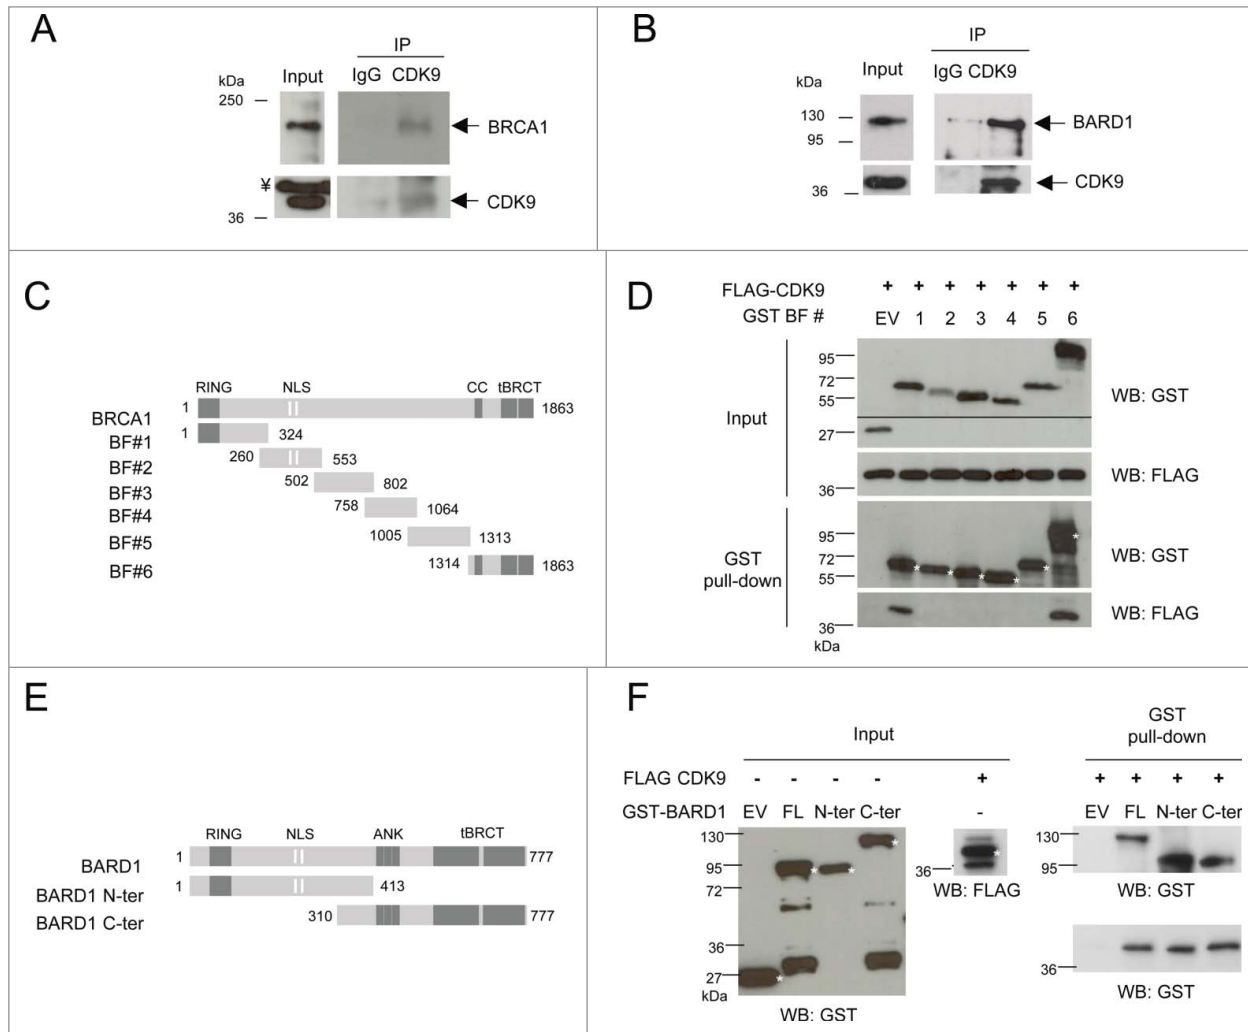 A
IP
kDa Input IgG CDK9
250
BRCA1
¥
CDK9
36
B
IP
kDa Input IgG CDK9
130
BARD1
95
CDK9
36
C
RING NLS CC tBRCT
BRCA1 1 1863
BF#1 1 324
BF#2 260 553
BF#3 502 802
BF#4 758 1064
BF#5 1005 1313
BF#6 1314 1863
D
FLAG-CDK9 + + + + + + +
GST BF # EV 1 2 3 4 5 6
Input
95
72
55
WB: GST
27
WB: FLAG
36
GST
pull-down
95
72
55
WB: GST
WB: FLAG
36
kDa
E
RING NLS ANK tBRCT
BARD1 1 777
BARD1 N-ter 1 413
BARD1 C-ter 310 777
F
Input
GST
pull-down
FLAG CDK9 - - - - + + + + +
GST-BARD1 EV FL N-ter C-ter - EV FL N-ter C-ter
130
95
72
36
27
kDa
WB: GST
36
WB: FLAG
130
95
WB: GST
36
WB: GST